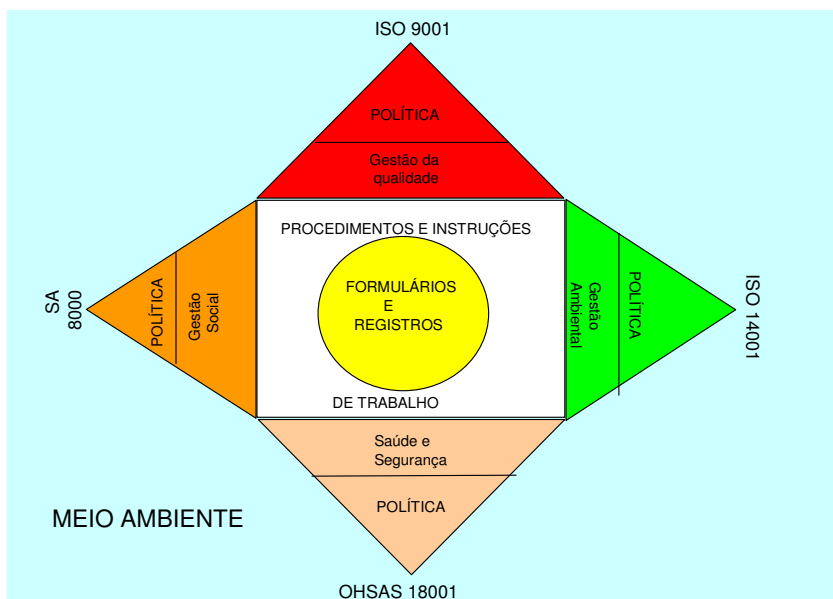 ISO 9001
POLÍTICA
Gestão da
qualidade
PROCEDIMENTOS E INSTRUÇÕES
FORMULÁRIOS
E
REGISTROS
DE TRABALHO
SA
8000
POLÍTICA
Gestão
Social
Gestão
Ambiental
POLÍTICA
ISO 14001
Saúde e
Segurança
POLÍTICA
MEIO AMBIENTE
OHSAS 18001